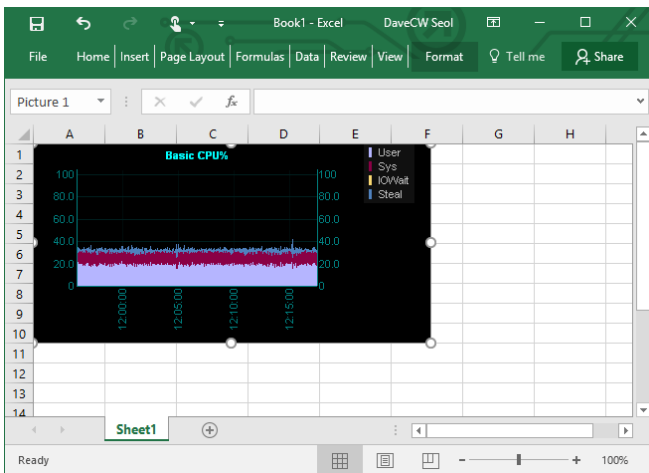 Book1 - Excel DaveCW Seol
File Home Insert Page Layout Formulas Data Review View Format Tell me Share
Picture 1 fx
A B C D E F G H
1
2
3
4
5
6
7
8
9
10
11
12
13
14
Basic CPU%
User
Sys
IOWait
Steal
100 100
80.0 80.0
60.0 60.0
40.0 40.0
20.0 20.0
0 0
12:00:00 12:05:00 12:10:00 12:15:00
Sheet1
Ready 100%